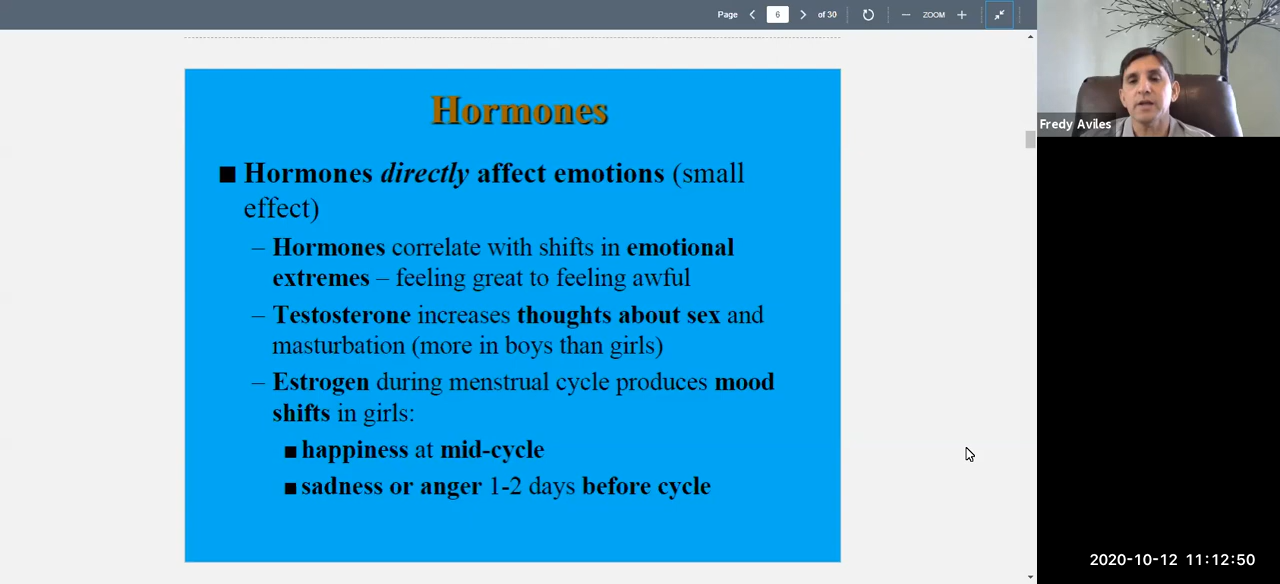 Page 6 of 30 ZOOM
Hormones
■ Hormones directly affect emotions (small
effect)
– Hormones correlate with shifts in emotional
extremes – feeling great to feeling awful
– Testosterone increases thoughts about sex and
masturbation (more in boys than girls)
– Estrogen during menstrual cycle produces mood
shifts in girls:
■ happiness at mid-cycle
■ sadness or anger 1-2 days before cycle
Fredy Aviles
2020-10-12 11:12:50